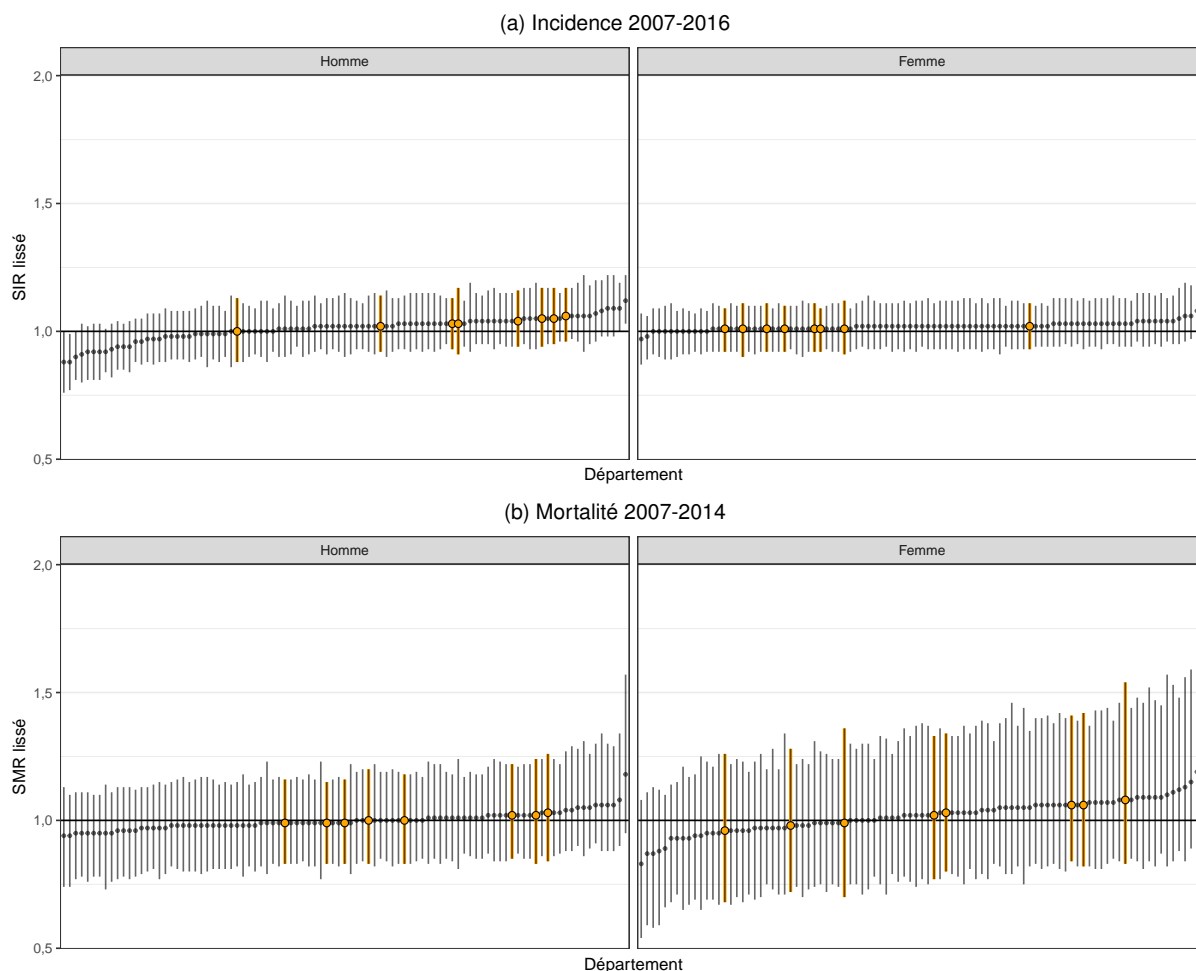 (a) Incidence 2007-2016
Homme
Femme
2,0
1,5
1,0
0,5
SIR lissé
Département
(b) Mortalité 2007-2014
Homme
Femme
2,0
1,5
1,0
0,5
SMR lissé
Département